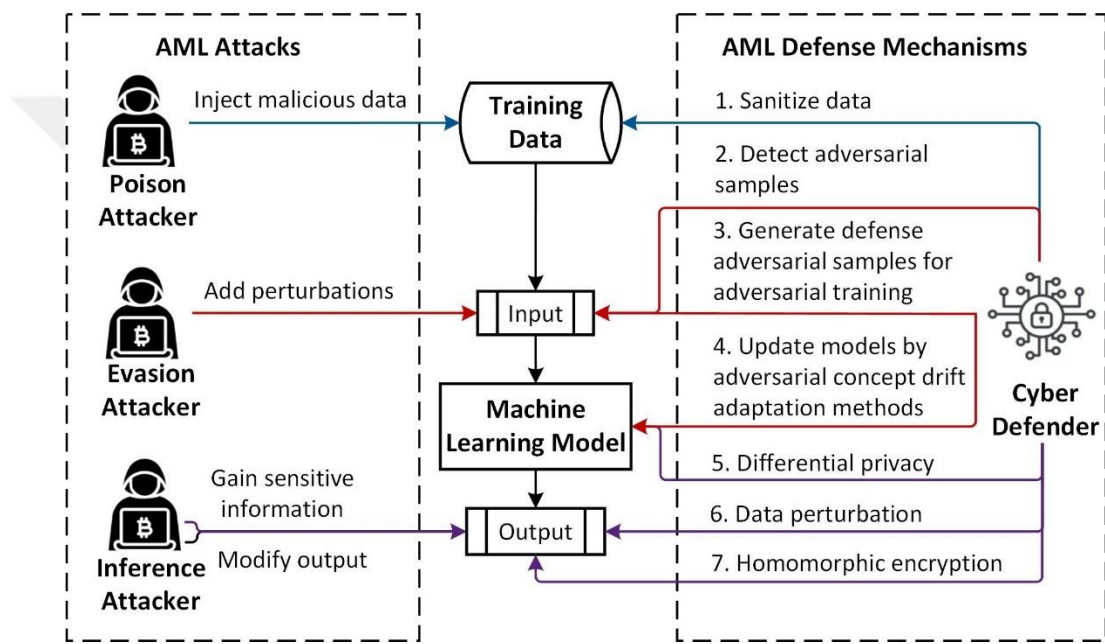 AML Attacks
Inject malicious data
Poison
Attacker
Add perturbations
Evasion
Attacker
Gain sensitive
information
Modify output
Inference
Attacker
Training
Data
Input
Machine
Learning Model
Output
AML Defense Mechanisms
1. Sanitize data
2. Detect adversarial
samples
3. Generate defense
adversarial samples for
adversarial training
4. Update models by
adversarial concept drift
adaptation methods
5. Differential privacy
6. Data perturbation
7. Homomorphic encryption
Cyber
Defender